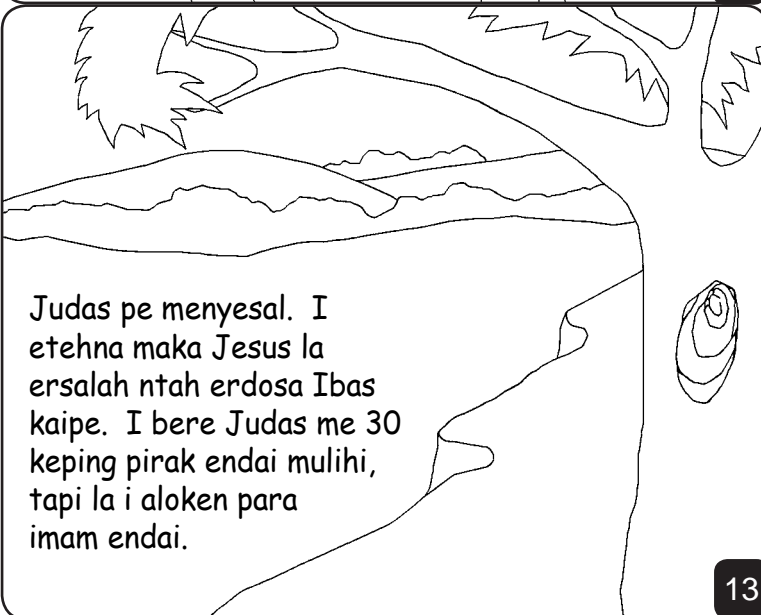 Judas pe menyesal.  I
etehna maka Jesus la
ersalah ntah erdosa Ibas
kaipe.  I bere Judas me 30
keping pirak endai mulihi,
tapi la i aloken para
imam endai.
13